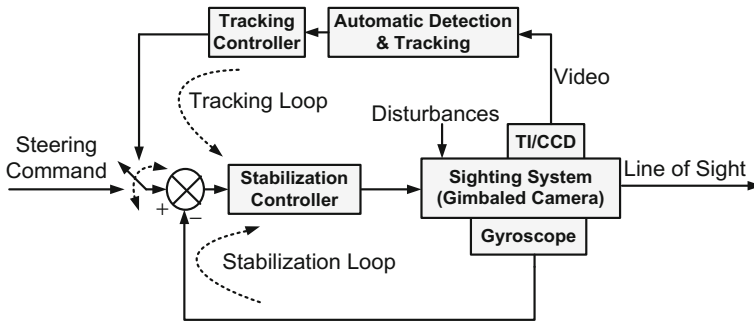 Tracking
Controller
Automatic Detection
& Tracking
Tracking Loop
Video
Disturbances
TI/CCD
Steering
Command
Stabilization
Controller
Sighting System
(Gimbaled Camera)
Line of Sight
+
−
Gyroscope
Stabilization Loop